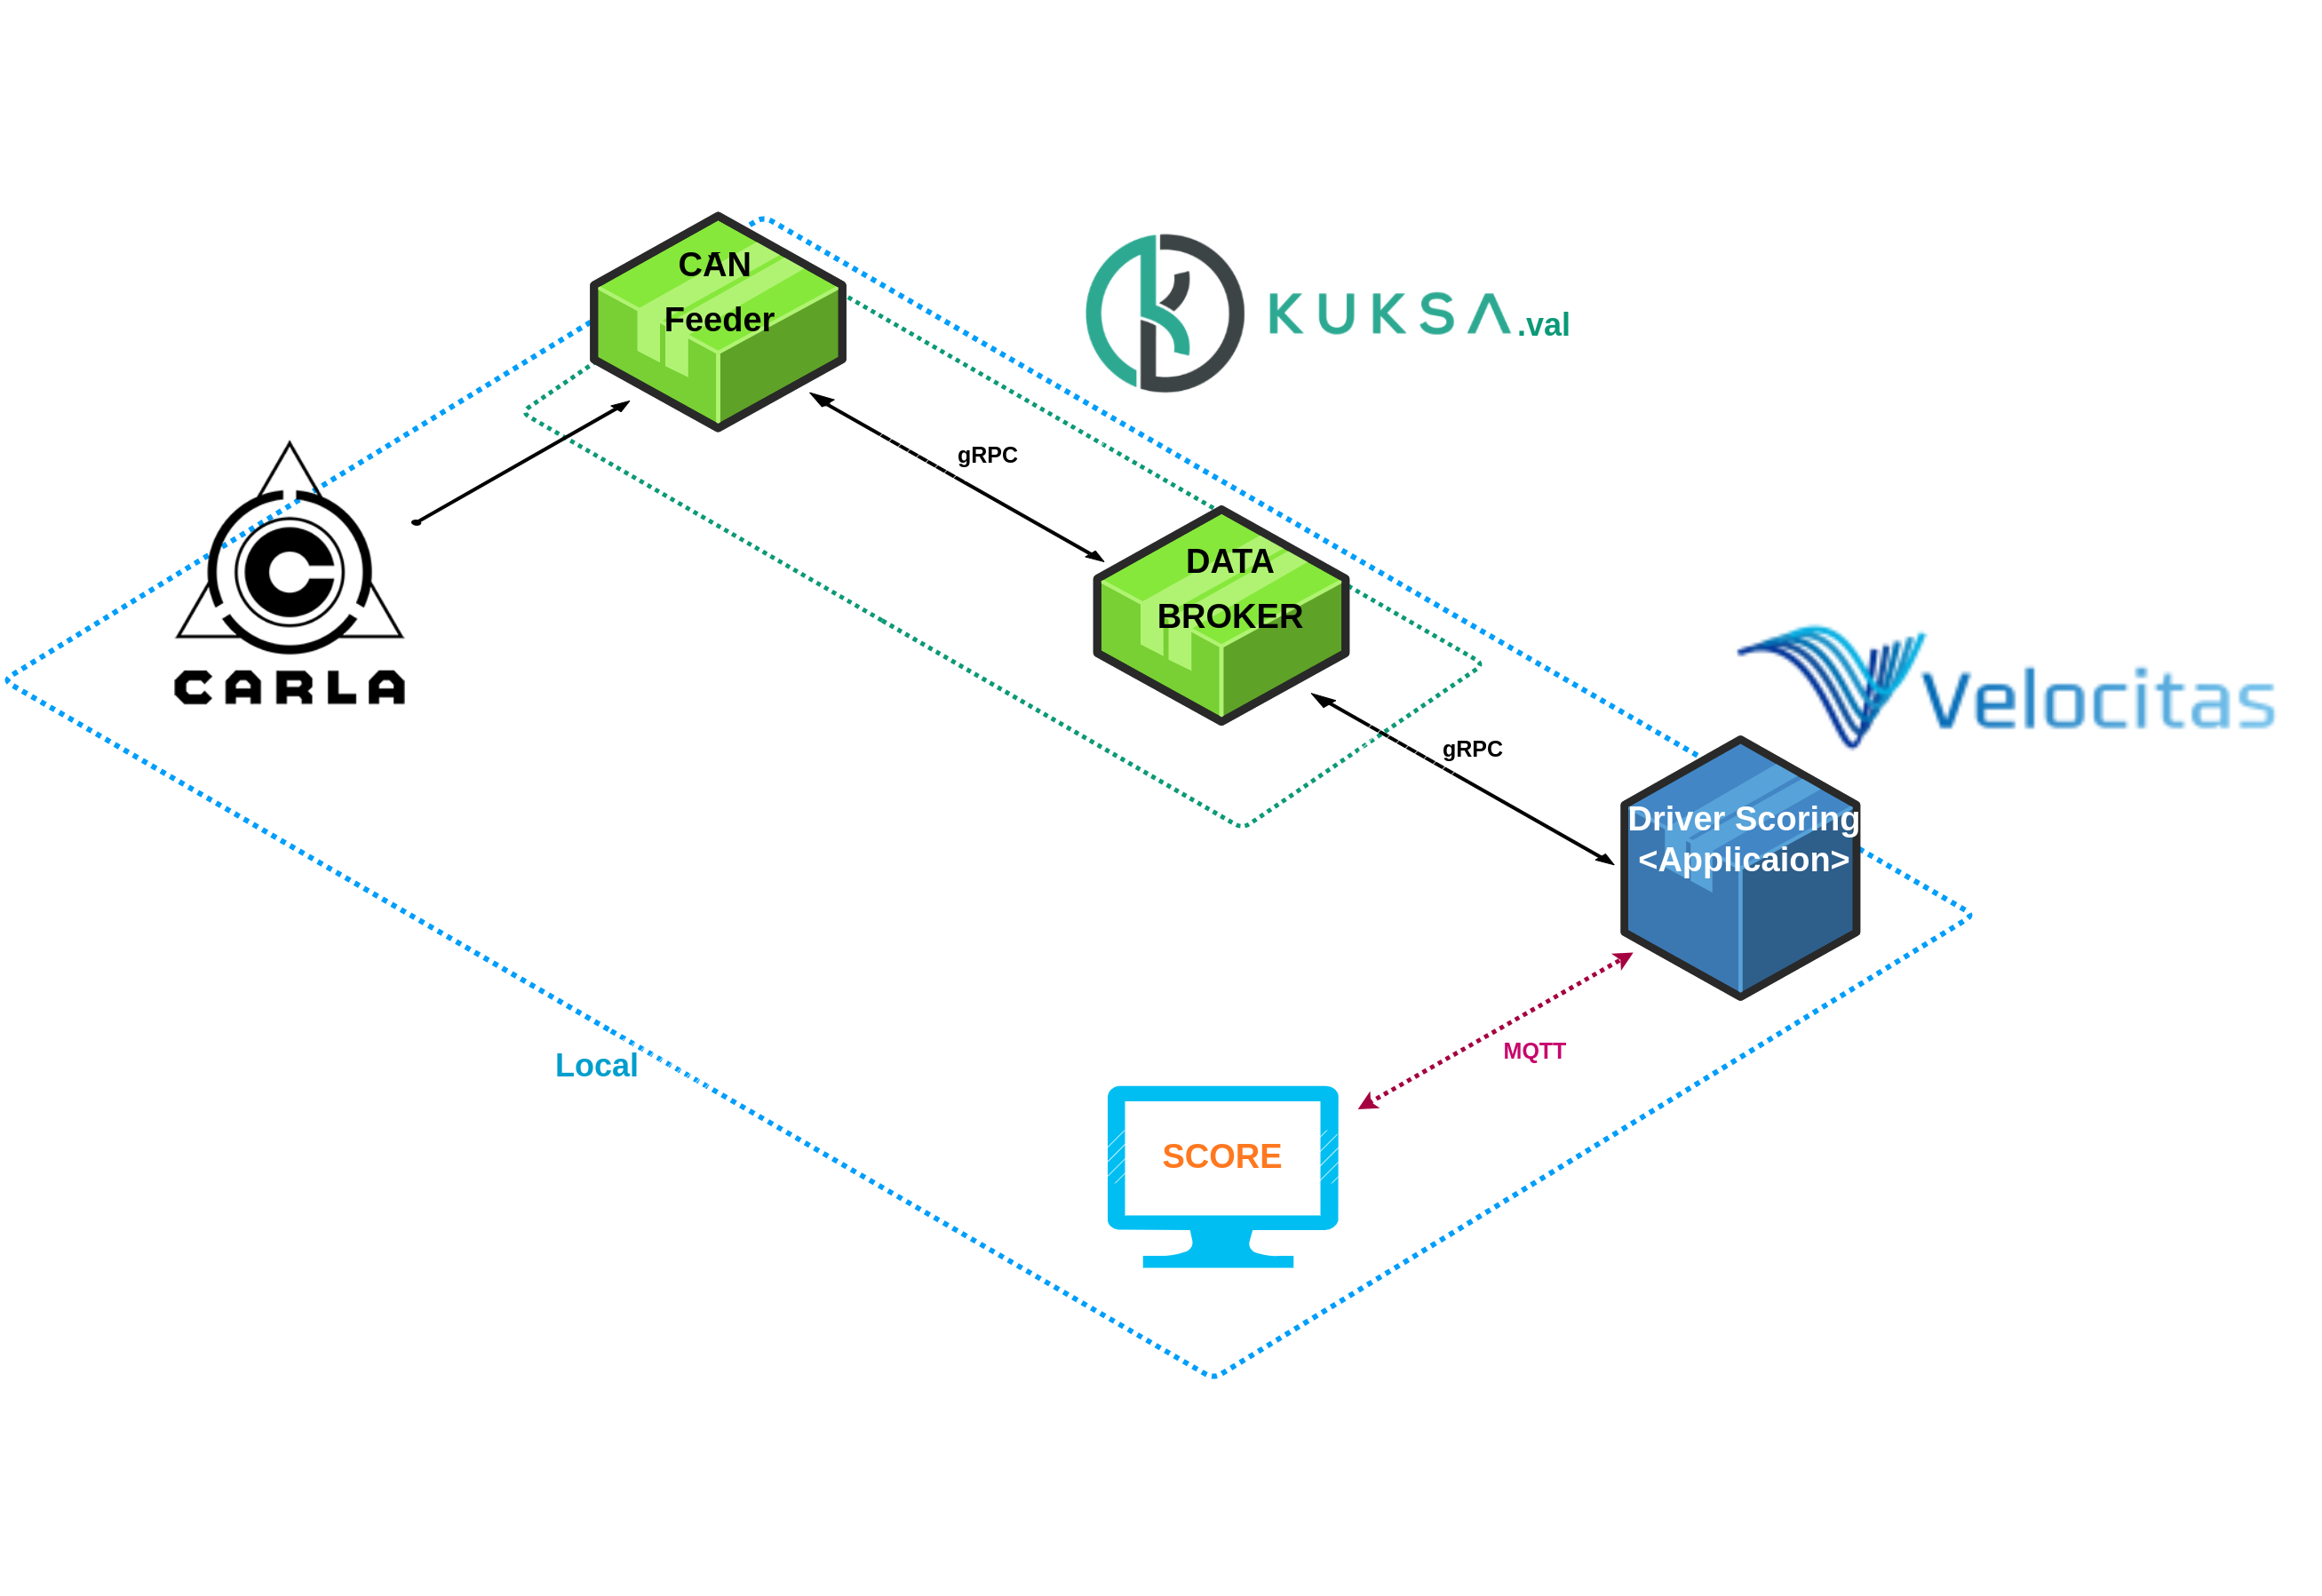 CAN
Feeder
KUKSA.val
gRPC
CARLA
DATA
BROKER
Velocitas
gRPC
Driver Scoring
<Applicaion>
MQTT
Local
SCORE